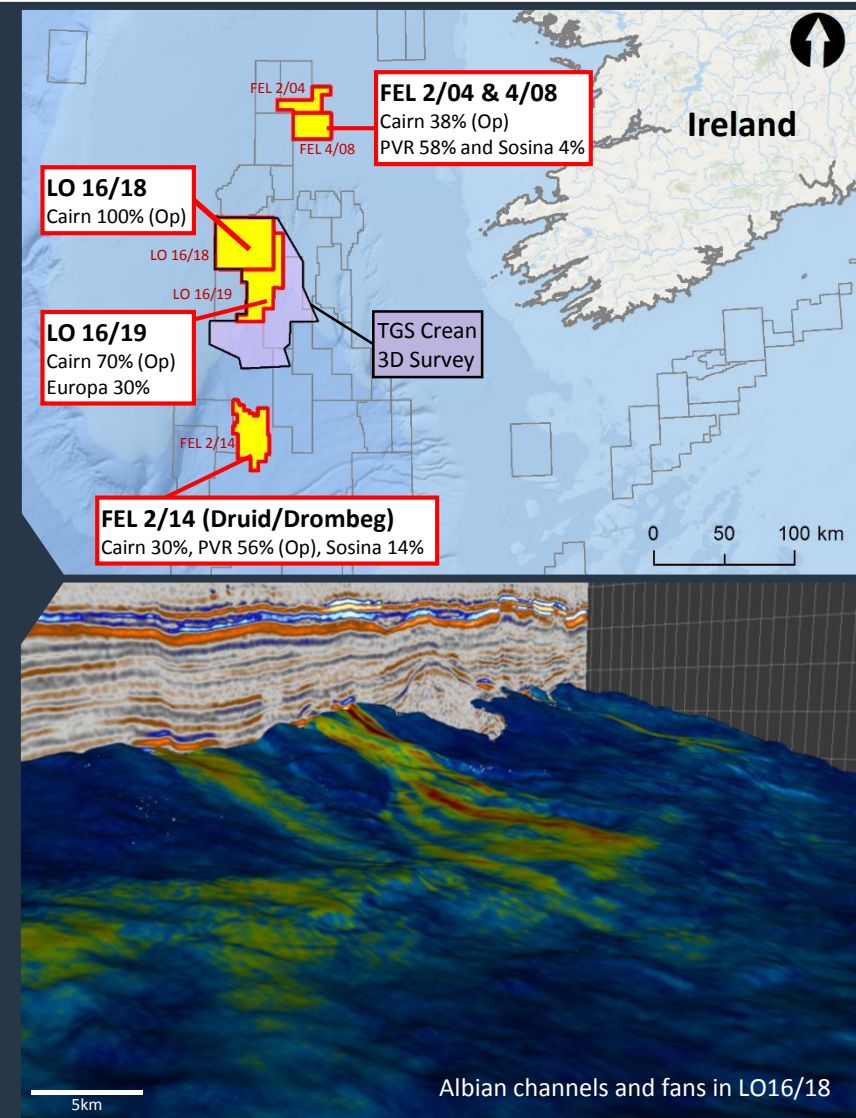 FEL 2/04
FEL 2/04 & 4/08
Cairn 38% (Op)
PVR 58% and Sosina 4%
FEL 4/08
Ireland
LO 16/18
Cairn 100% (Op)
LO 16/18
LO 16/19
LO 16/19
Cairn 70% (Op)
Europa 30%
TGS Crean
3D Survey
FEL 2/14
FEL 2/14 (Druid/Drombeg)
Cairn 30%, PVR 56% (Op), Sosina 14%
0 50 100 km
Albian channels and fans in LO16/18
5km